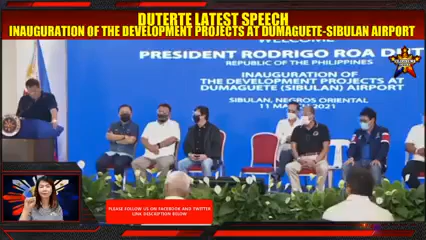 DUTERTE LATEST SPEECH
INAUGURATION OF THE DEVELOPMENT PROJECTS AT DUMAGUETE-SIBULAN AIRPORT
WELCOME
PRESIDENT RODRIGO ROA DUT
REPUBLIC OF THE PHILIPPINES
INAUGURATION OF
THE DEVELOPMENT PROJECTS AT
DUMAGUETE (SIBULAN) AIRPORT
SIBULAN, NEGROS ORIENTAL
11 MARCH 2021
PLEASE FOLLOW US ON FACEBOOK AND TWITTER
LINK DESCRIPTION BELOW